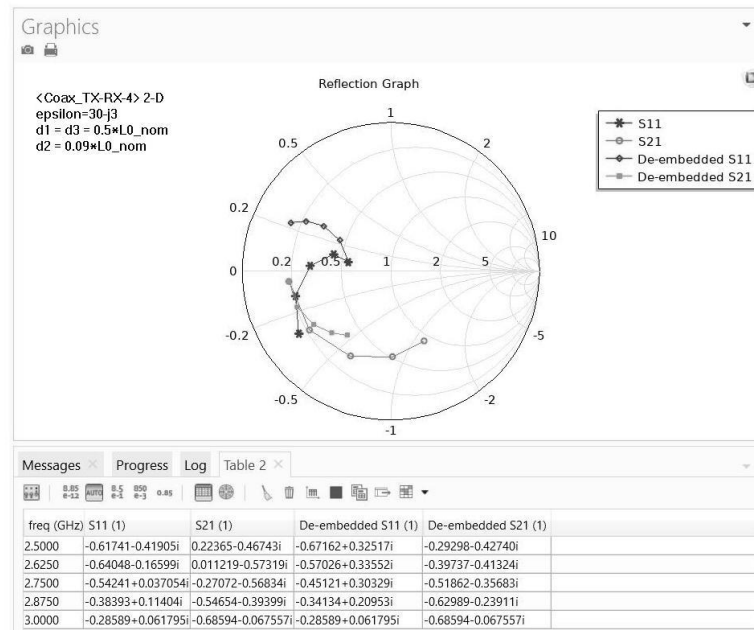 Graphics
Reflection Graph
<Coax_TX-RX-4> 2-D
epsilon=30-j3
d1 = d3 = 0.5*L0_nom
d2 = 0.09*L0_nom
S11
S21
De-embedded S11
De-embedded S21
1
0.5
2
0.2
10
0
0.2
0.5
1
2
5
-0.2
-5
-0.5
-2
-1
Messages Progress Log Table 2
8.85 e-12 AUTO 8.5 e-1 850 e-3 0.85
freq (GHz) S11 (1) S21 (1) De-embedded S11 (1) De-embedded S21 (1)
2.5000 -0.61741-0.41905i 0.22365-0.46743i -0.67162+0.32517i -0.29298-0.42740i
2.6250 -0.64048-0.16599i 0.011219-0.57319i -0.57026+0.33552i -0.39737-0.41324i
2.7500 -0.54241+0.037054i -0.27072-0.56834i -0.45121+0.30329i -0.51862-0.35683i
2.8750 -0.38393+0.11404i -0.54654-0.39399i -0.34134+0.20953i -0.62989-0.23911i
3.0000 -0.28589+0.061795i -0.68594-0.067557i -0.28589+0.061795i -0.68594-0.067557i